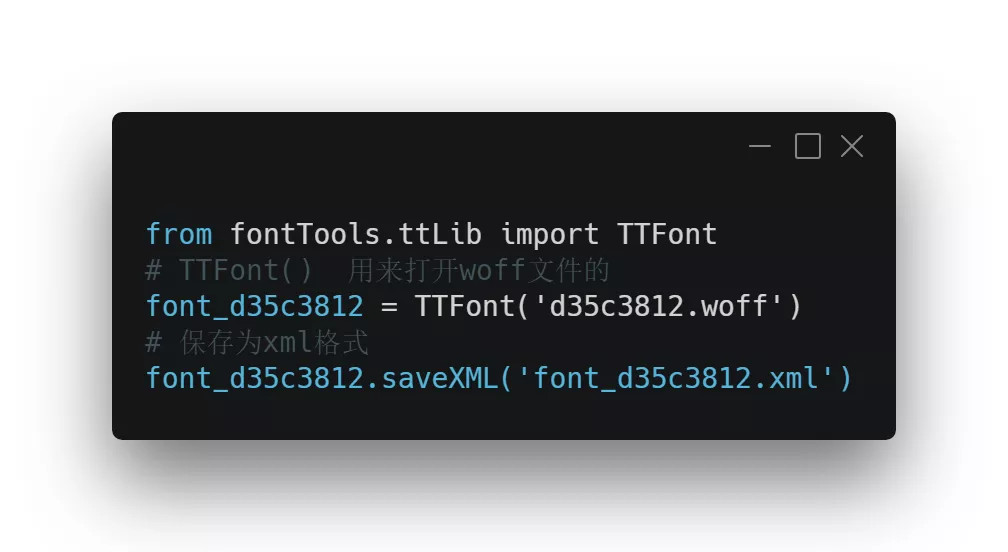 from fontTools.ttLib import TTFont
# TTFont()  用来打开woff文件的
font_d35c3812 = TTFont('d35c3812.woff')
# 保存为xml格式
font_d35c3812.saveXML('font_d35c3812.xml')